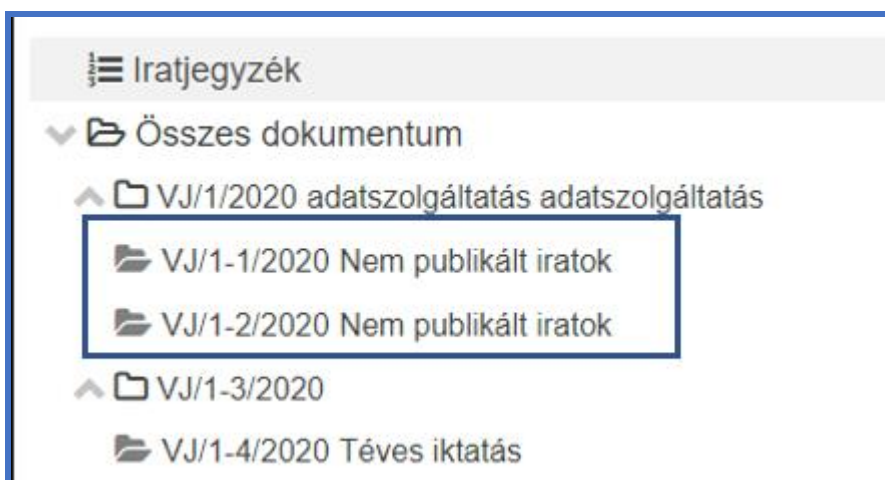 Iratjegyzék
Összes dokumentum
VJ/1/2020 adatszolgáltatás adatszolgáltatás
VJ/1-1/2020 Nem publikált iratok
VJ/1-2/2020 Nem publikált iratok
VJ/1-3/2020
VJ/1-4/2020 Téves iktatás